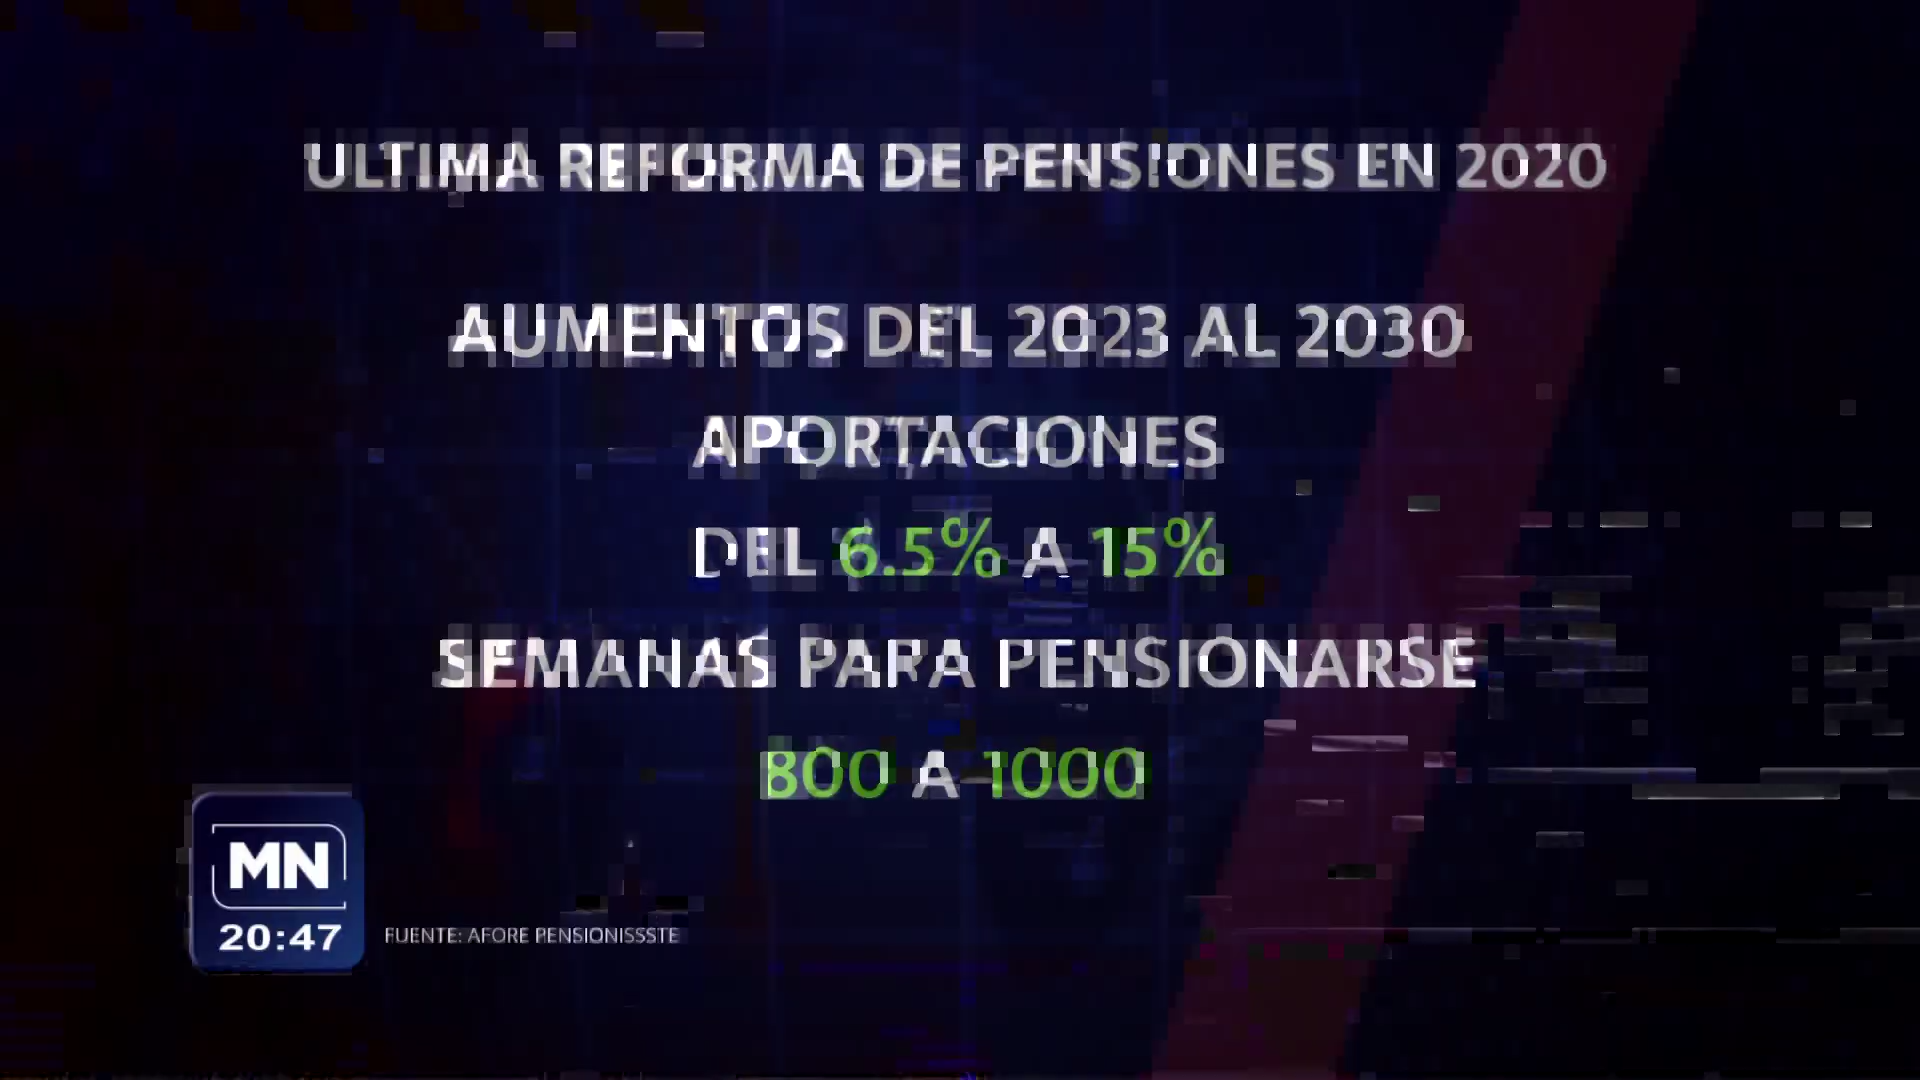 ULTIMA REFORMA DE PENSIONES EN 2020
AUMENTOS DEL 2023 AL 2030
APORTACIONES
DEL 6.5% A 15%
SEMANAS PARA PENSIONARSE
800 A 1000
MN
20:47
FUENTE: AFORE PENSIONISSSTE